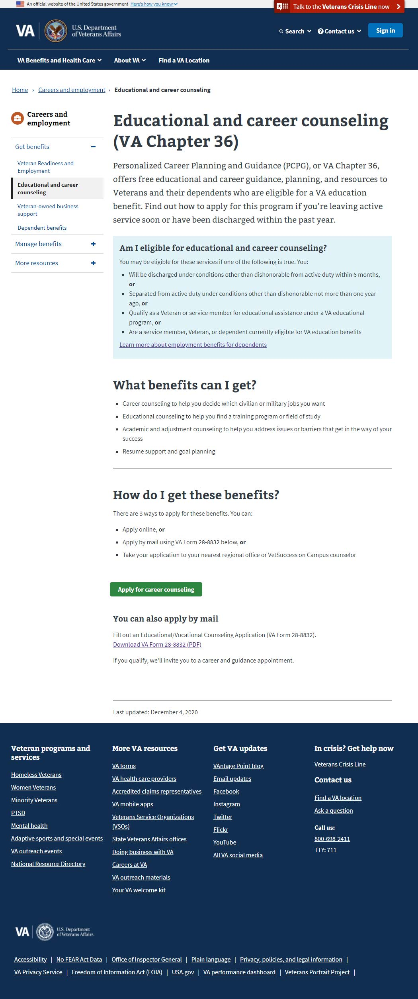 An official website of the United States government Here's how you know
Talk to the Veterans Crisis Line now
VA
U.S. Department
of Veterans Affairs
Search
Contact us
Sign in
VA Benefits and Health Care
About VA
Find a VA Location
Home › Careers and employment › Educational and career counseling
Careers and
employment
Get benefits
Veteran Readiness and
Employment
Educational and career
counseling
Veteran-owned business
support
Dependent benefits
Manage benefits
More resources
Educational and career counseling
(VA Chapter 36)
Personalized Career Planning and Guidance (PCPG), or VA Chapter 36,
offers free educational and career guidance, planning, and resources to
Veterans and their dependents who are eligible for a VA education
benefit. Find out how to apply for this program if you’re leaving active
service soon or have been discharged within the past year.
Am I eligible for educational and career counseling?
You may be eligible for these services if one of the following is true. You:
Will be discharged under conditions other than dishonorable from active duty within 6 months,
or
Separated from active duty under conditions other than dishonorable not more than one year
ago, or
Qualify as a Veteran or service member for educational assistance under a VA educational
program, or
Are a service member, Veteran, or dependent currently eligible for VA education benefits
Learn more about employment benefits for dependents
What benefits can I get?
Career counseling to help you decide which civilian or military jobs you want
Educational counseling to help you find a training program or field of study
Academic and adjustment counseling to help you address issues or barriers that get in the way of your
success
Resume support and goal planning
How do I get these benefits?
There are 3 ways to apply for these benefits. You can:
Apply online, or
Apply by mail using VA Form 28-8832 below, or
Take your application to your nearest regional office or VetSuccess on Campus counselor
Apply for career counseling
You can also apply by mail
Fill out an Educational/Vocational Counseling Application (VA Form 28-8832).
Download VA Form 28-8832 (PDF)
If you qualify, we'll invite you to a career and guidance appointment.
Last updated: December 4, 2020
Veteran programs and
services
Homeless Veterans
Women Veterans
Minority Veterans
PTSD
Mental health
Adaptive sports and special events
VA outreach events
National Resource Directory
More VA resources
VA forms
VA health care providers
Accredited claims representatives
VA mobile apps
Veterans Service Organizations
(VSOs)
State Veterans Affairs offices
Doing business with VA
Careers at VA
VA outreach materials
Your VA welcome kit
Get VA updates
VAntage Point blog
Email updates
Facebook
Instagram
Twitter
Flickr
YouTube
All VA social media
In crisis? Get help now
Veterans Crisis Line
Contact us
Find a VA location
Ask a question
Call us:
800-698-2411
TTY: 711
VA
U.S. Department
of Veterans Affairs
Accessibility | No FEAR Act Data | Office of Inspector General | Plain language | Privacy, policies, and legal information |
VA Privacy Service | Freedom of Information Act (FOIA) | USA.gov | VA performance dashboard | Veterans Portrait Project |